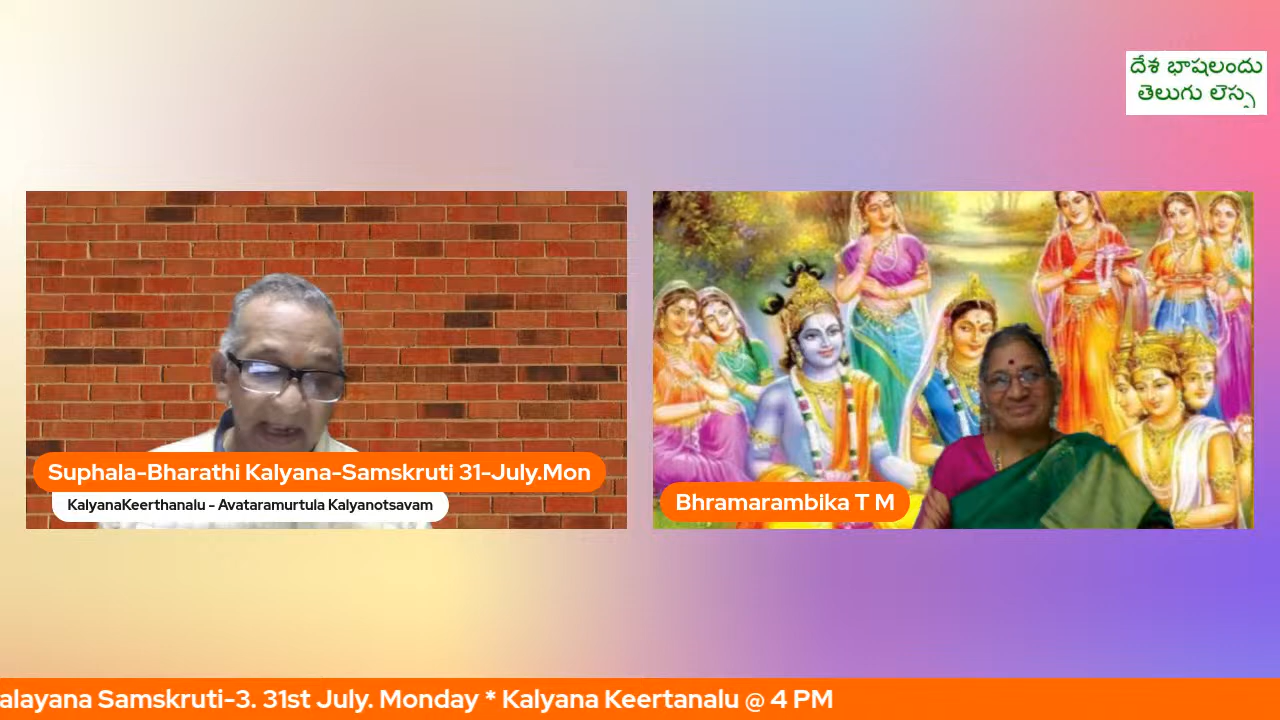 దేశ భాషలందు
తెలుగు లెస్స
Suphala-Bharathi Kalyana-Samskruti 31-July.Mon
KalyanaKeerthanalu - Avataramurtula Kalyanotsavam
Bhramarambika T M
alayana Samskruti-3. 31st July. Monday * Kalyana Keertanalu @ 4 PM